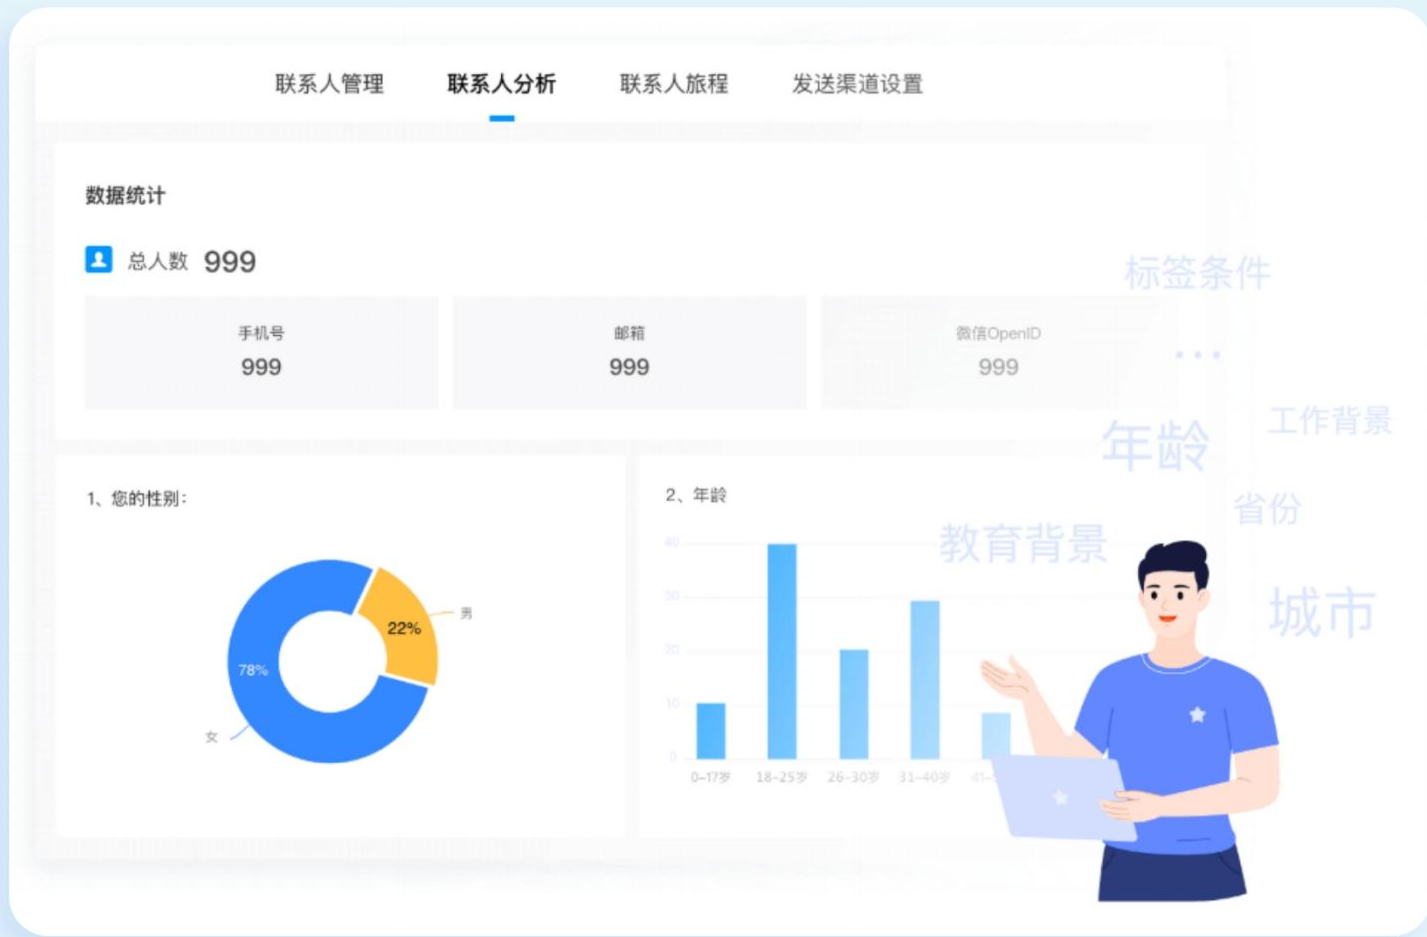 联系人管理 联系人分析 联系人旅程 发送渠道设置
数据统计
总人数 999
手机号
999
邮箱
999
微信OpenID
999
标签条件
...
年龄
工作背景
省份
教育背景
城市
1、您的性别：
22%
男
78%
女
2、年龄
40
30
20
10
0
0-17岁 18-25岁 26-30岁 31-40岁 41-